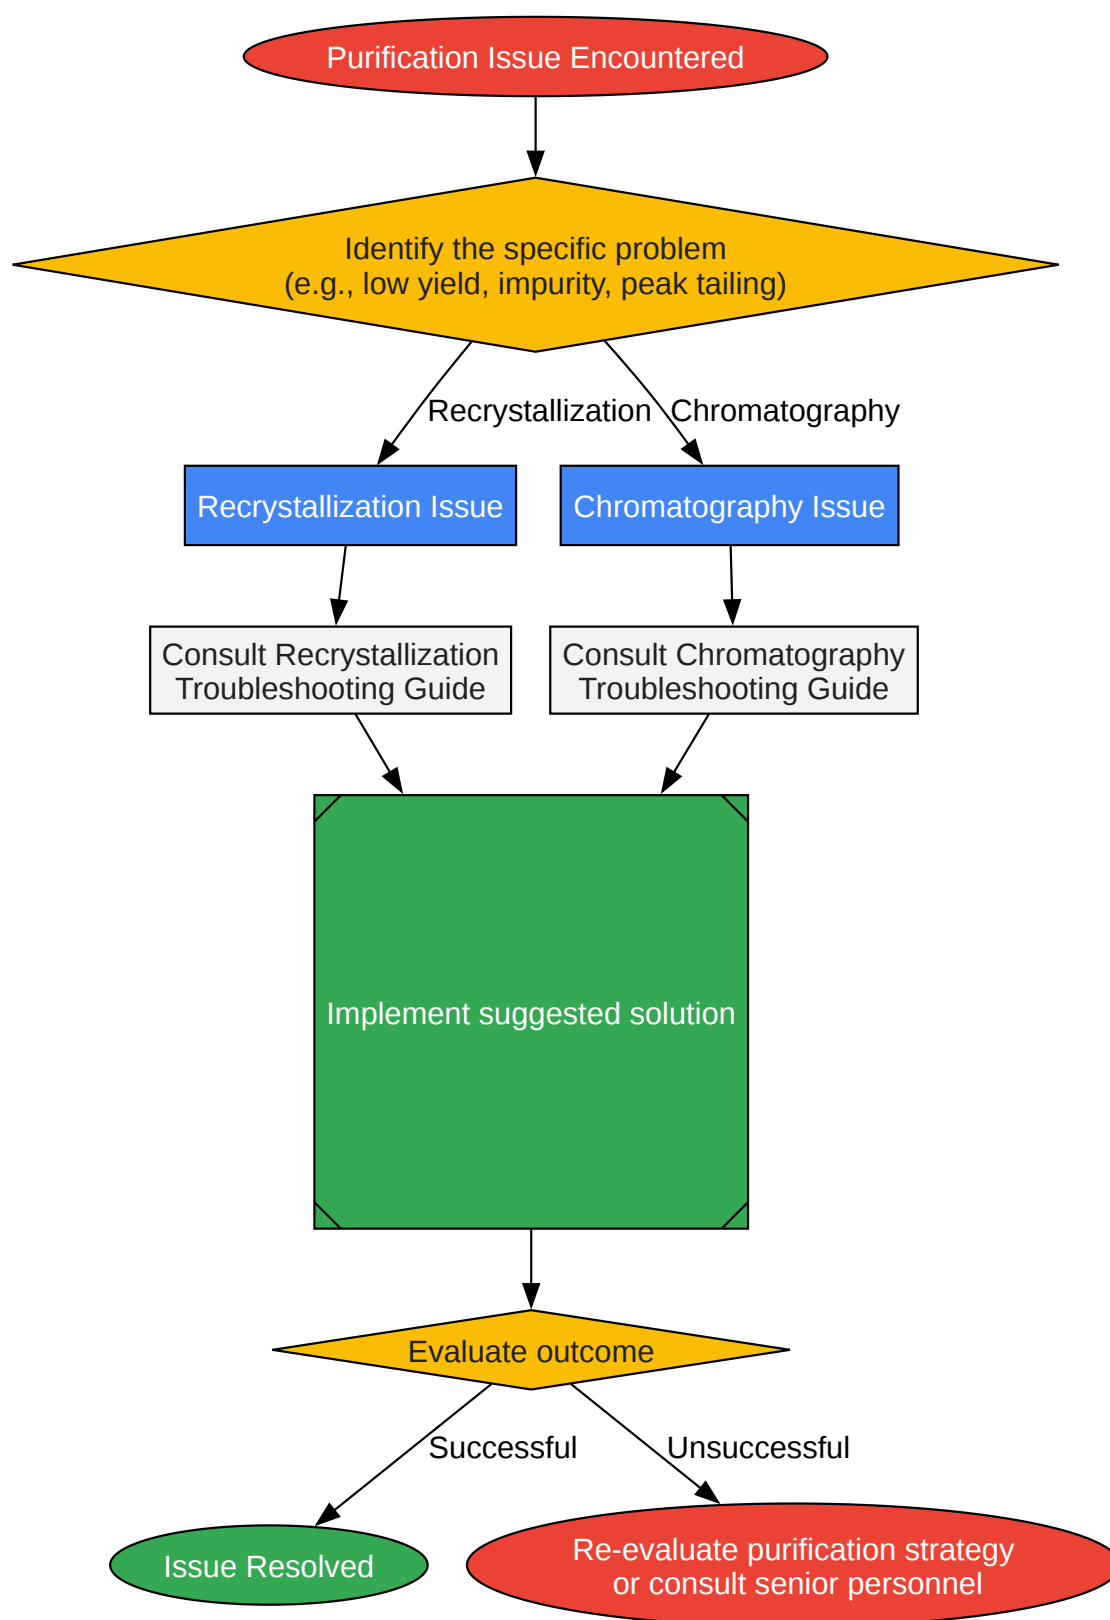 Purification Issue Encountered
Identify the specific problem
(e.g., low yield, impurity, peak tailing)
Recrystallization
Chromatography
Recrystallization Issue
Chromatography Issue
Consult Recrystallization
Troubleshooting Guide
Consult Chromatography
Troubleshooting Guide
Implement suggested solution
Evaluate outcome
Successful
Unsuccessful
Issue Resolved
Re-evaluate purification strategy
or consult senior personnel